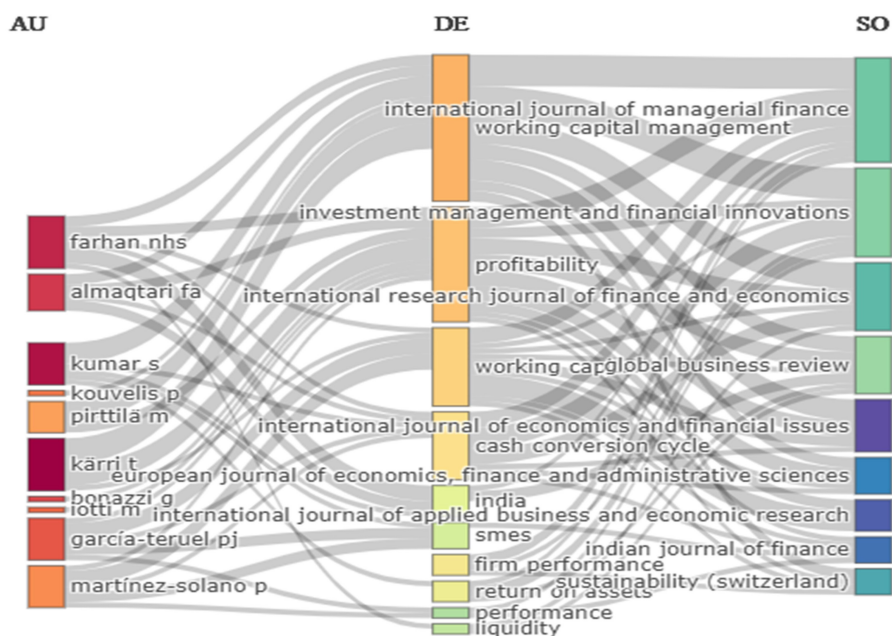 AU
DE
SO
farhan nhs
almaqtari fa
kumar s
kouvelis p
pirttilä m
kärri t
bonazzi g
iotti m
garcía-teruel pj
martínez-solano p
working capital management
profitability
working cap
cash conversion cycle
india
smes
firm performance
return on assets
performance
liquidity
international journal of managerial finance
investment management and financial innovations
international research journal of finance and economics
global business review
international journal of economics and financial issues
european journal of economics, finance and administrative sciences
international journal of applied business and economic research
indian journal of finance
sustainability (switzerland)